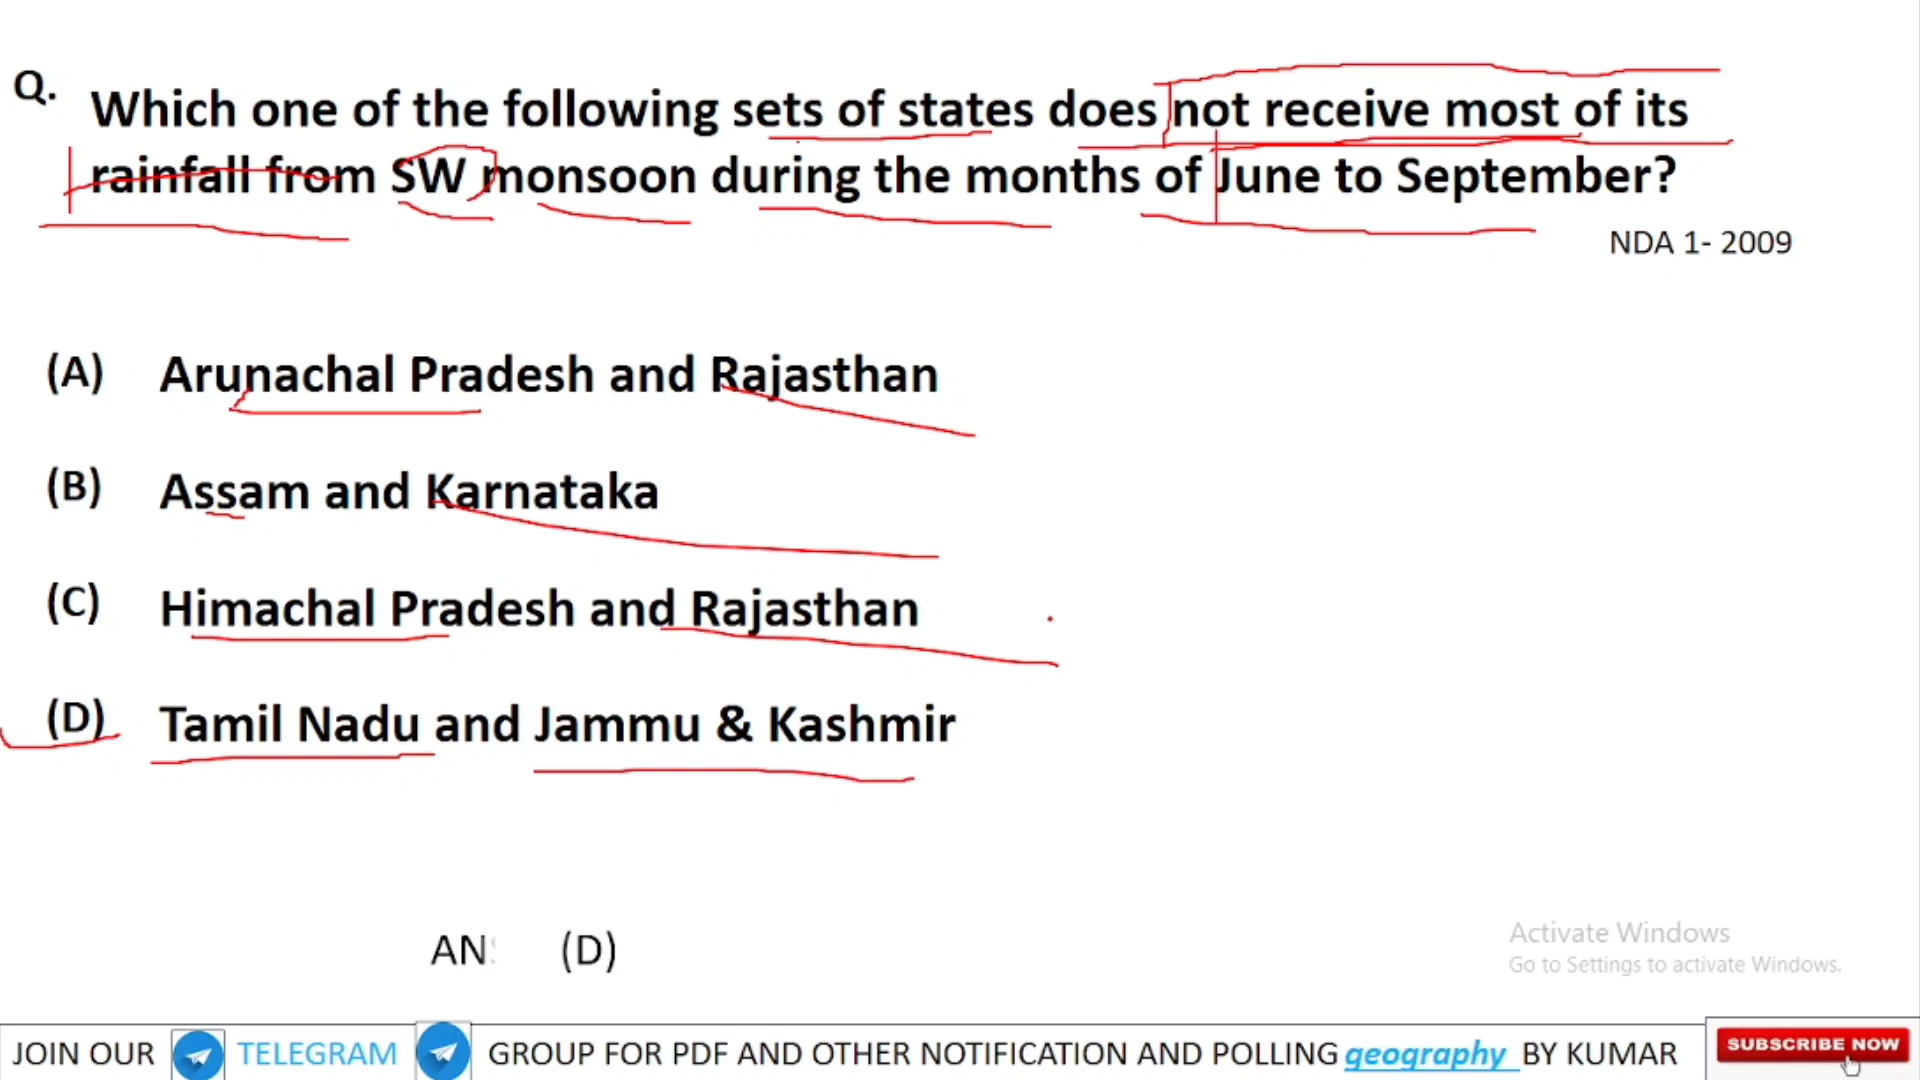 Q.
Which one of the following sets of states does not receive most of its
rainfall from SW monsoon during the months of June to September?
NDA 1- 2009
(A) Arunachal Pradesh and Rajasthan
(B) Assam and Karnataka
(C) Himachal Pradesh and Rajasthan
(D) Tamil Nadu and Jammu & Kashmir
ANS (D)
Activate Windows
Go to Settings to activate Windows.
JOIN OUR TELEGRAM GROUP FOR PDF AND OTHER NOTIFICATION AND POLLING geography BY KUMAR SUBSCRIBE NOW